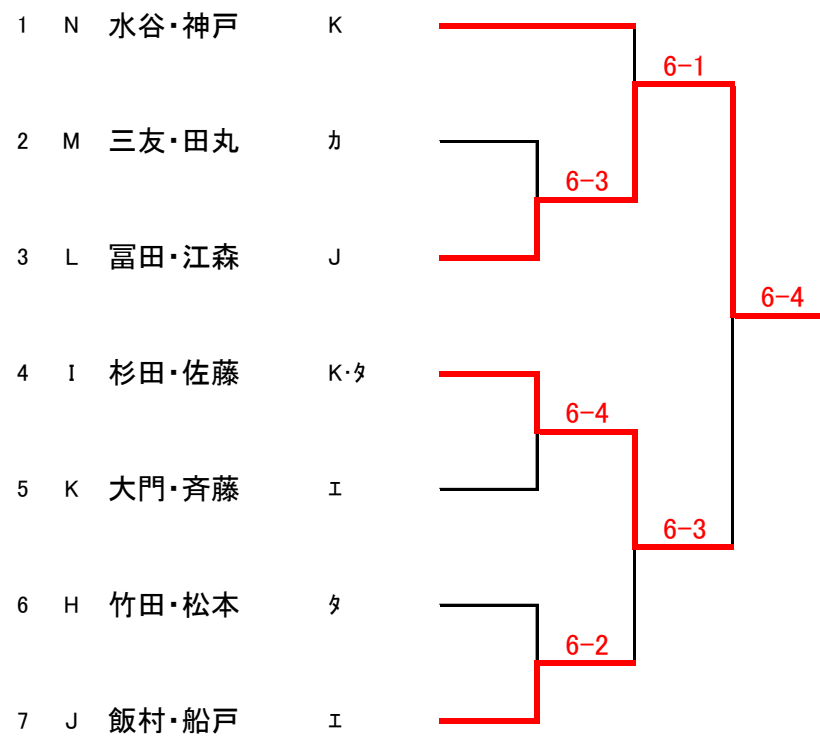 1 N 水谷・神戸 K
6-1
2 M 三友・田丸 ｶ
6-3
3 L 冨田・江森 J
6-4
4 I 杉田・佐藤 K・ﾀ
6-4
5 K 大門・斉藤 ｴ
6-3
6 H 竹田・松本 ﾀ
6-2
7 J 飯村・船戸 ｴ